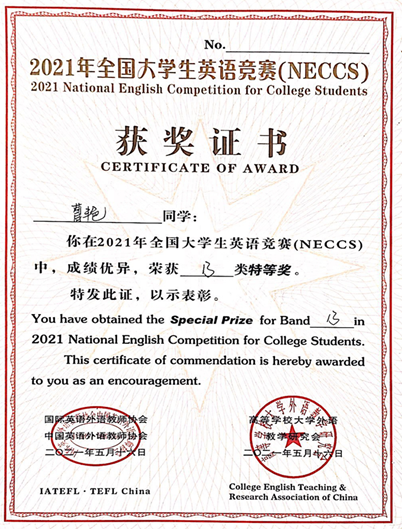 No.
2021年全国大学生英语竞赛(NECCS)
2021 National English Competition for College Students
获奖证书
CERTIFICATE OF AWARD
曹艳同学:
你在2021年全国大学生英语竞赛(NECCS)
中，成绩优异，荣获 B 类特等奖。
特发此证，以示表彰。
You have obtained the Special Prize for Band B in
2021 National English Competition for College Students.
This certificate of commendation is hereby awarded
to you as an encouragement.
国际英语外语教师协会
中国英语外语教师协会
二〇二一年五月十六日
IATEFL·TEFL China
高等学校大学外语
教学研究会
二〇二一年五月十六日
College English Teaching &
Research Association of China